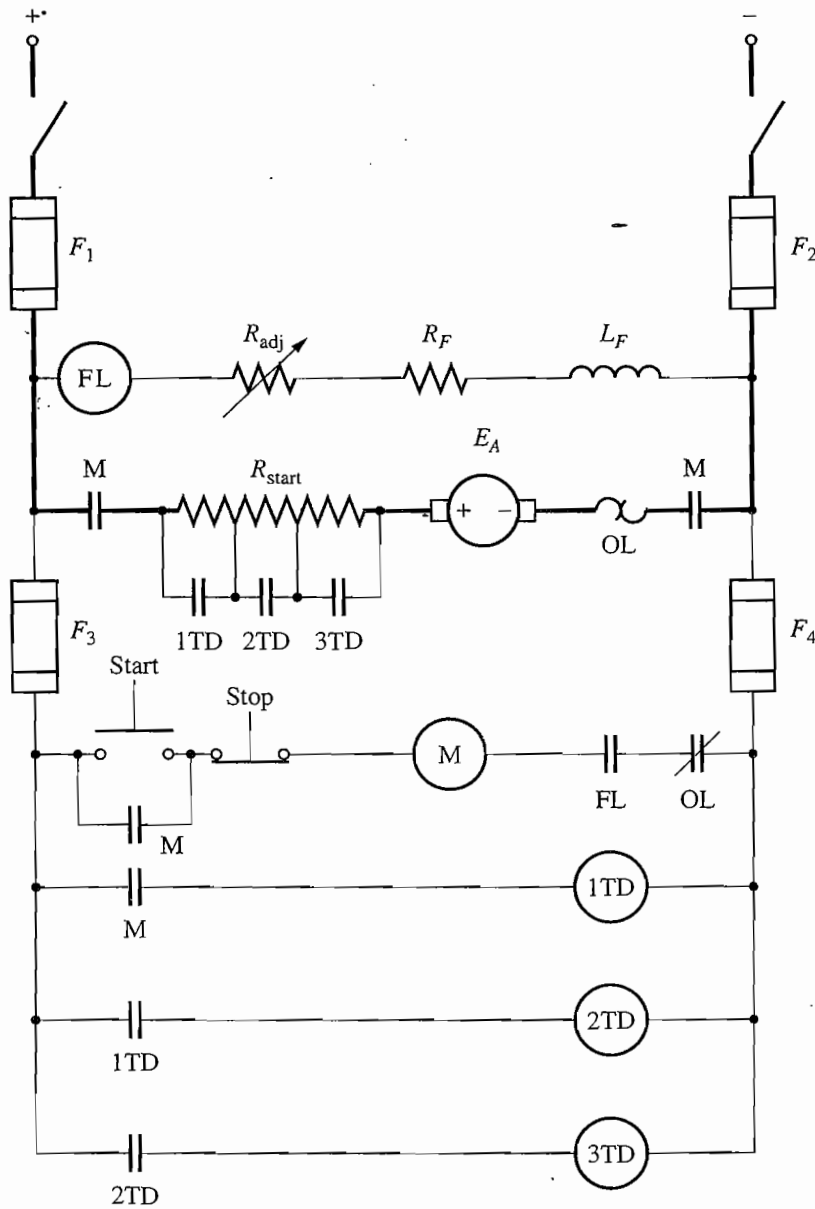 + −
F1 F2
Radj RF LF
FL
EA
M Rstart M
+ −
OL
1TD 2TD 3TD
F3 F4
Start
Stop
M
FL OL
M
1TD
M
2TD
1TD
3TD
2TD